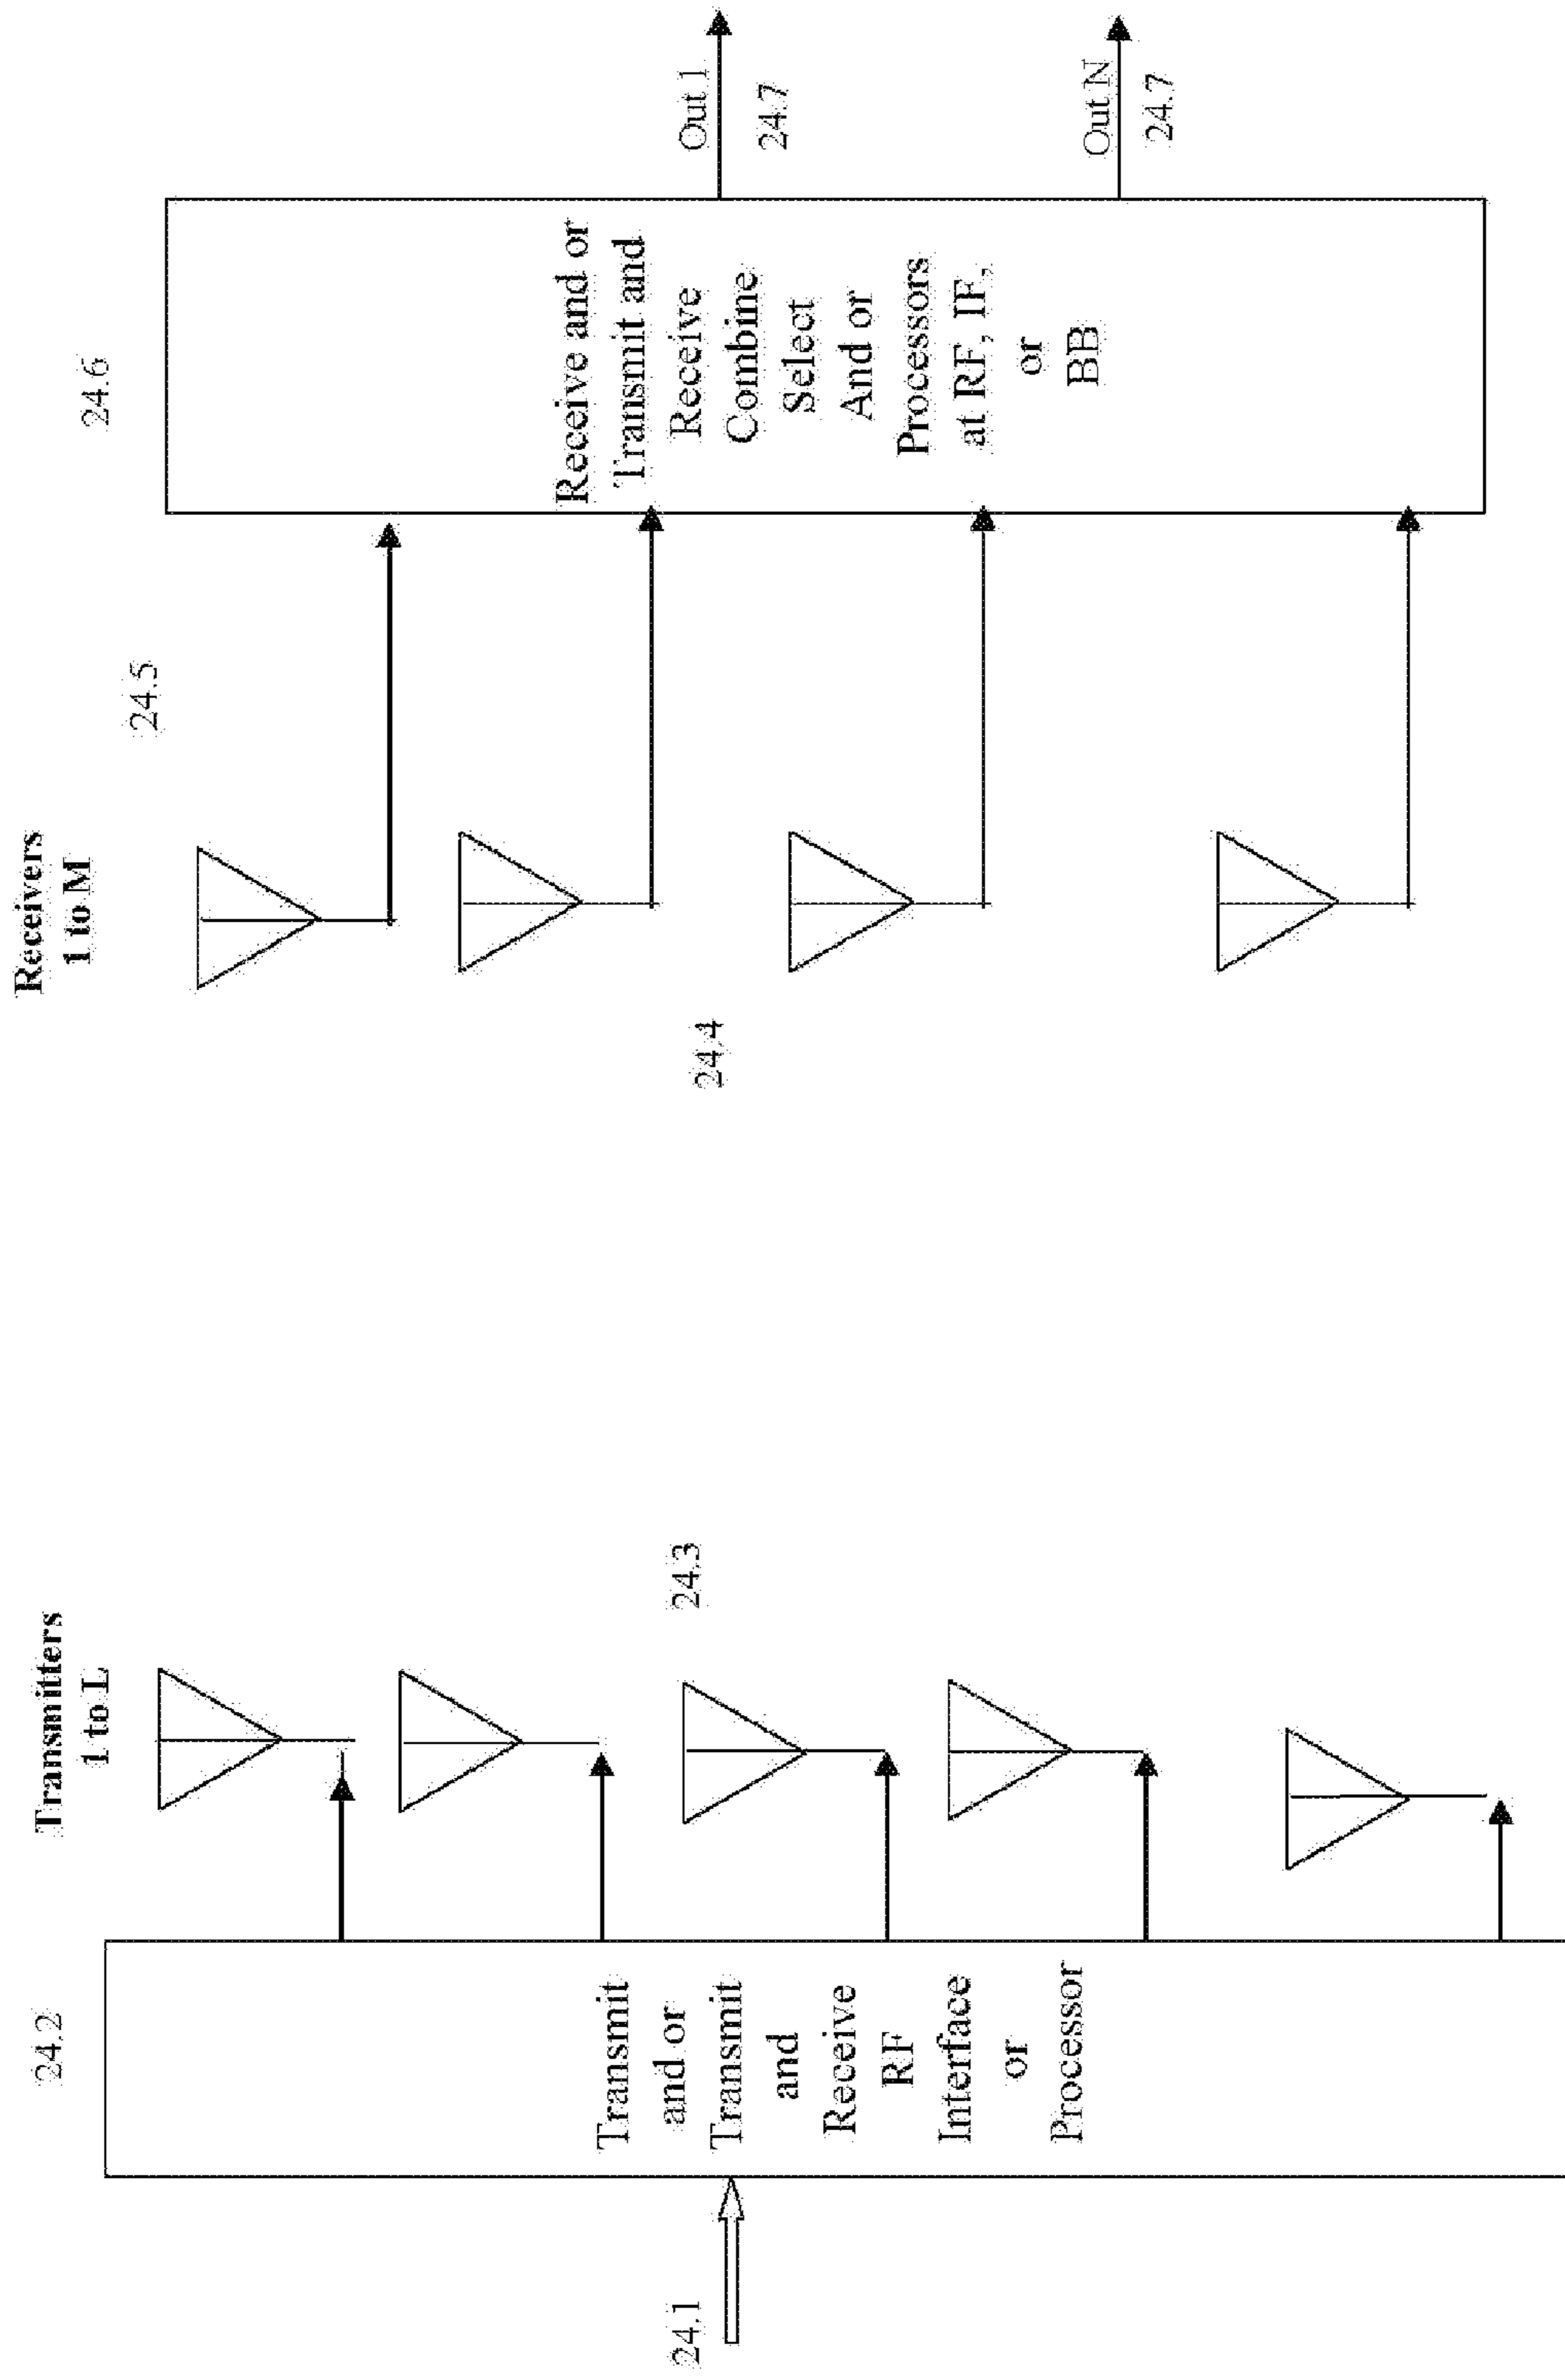 24.1
24.2
Transmit
and or
Transmit
and
Receive
RF
Interface
or
Processor
Transmitters
1 to L
24.3
24.4
Receivers
1 to M
24.5
24.6
Receive and or
Transmit and
Receive
Combine
Select
And or
Processors
at RF, IF,
or
BB
Out 1
24.7
Out N
24.7